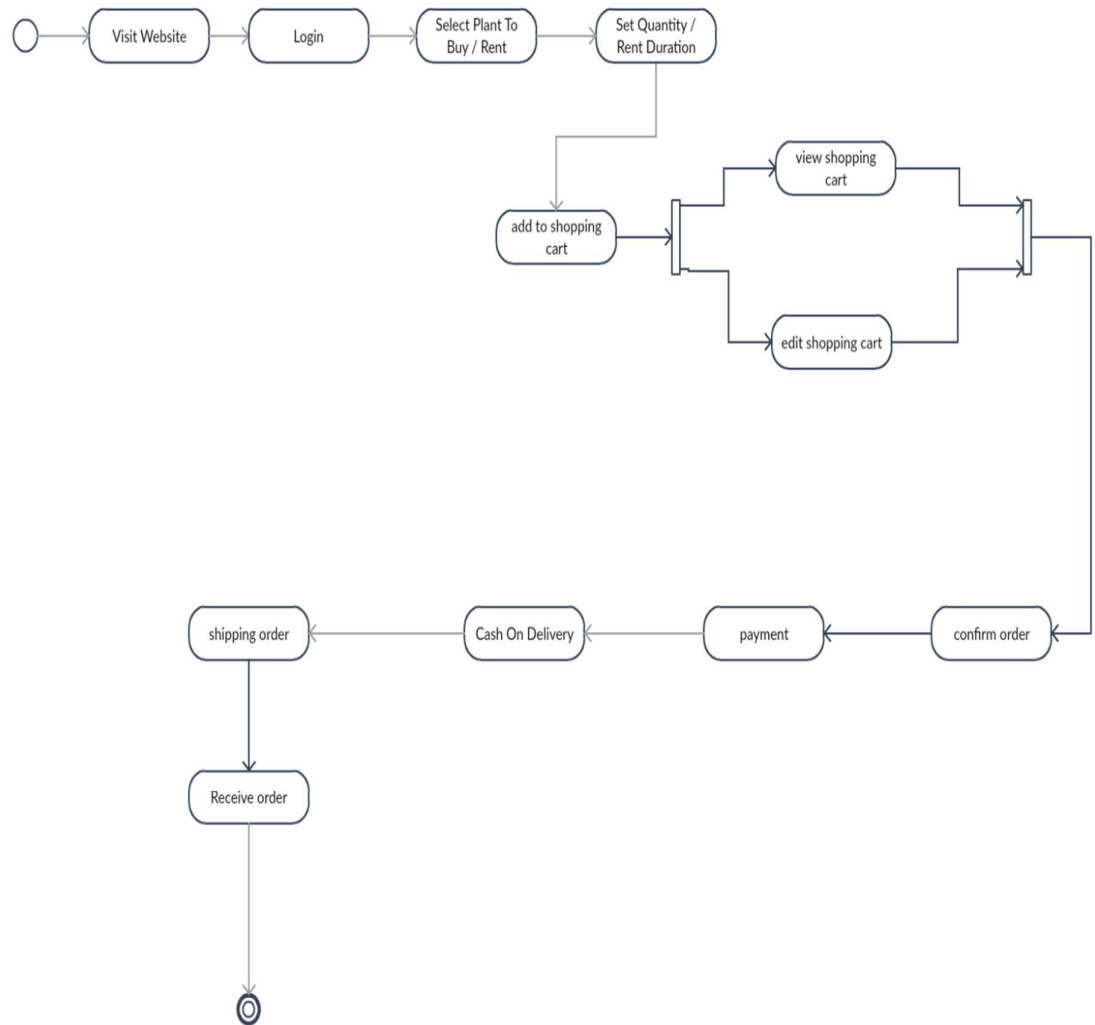 Visit Website
Login
Select Plant To
Buy / Rent
Set Quantity /
Rent Duration
view shopping
cart
add to shopping
cart
edit shopping cart
shipping order
Cash On Delivery
payment
confirm order
Receive order